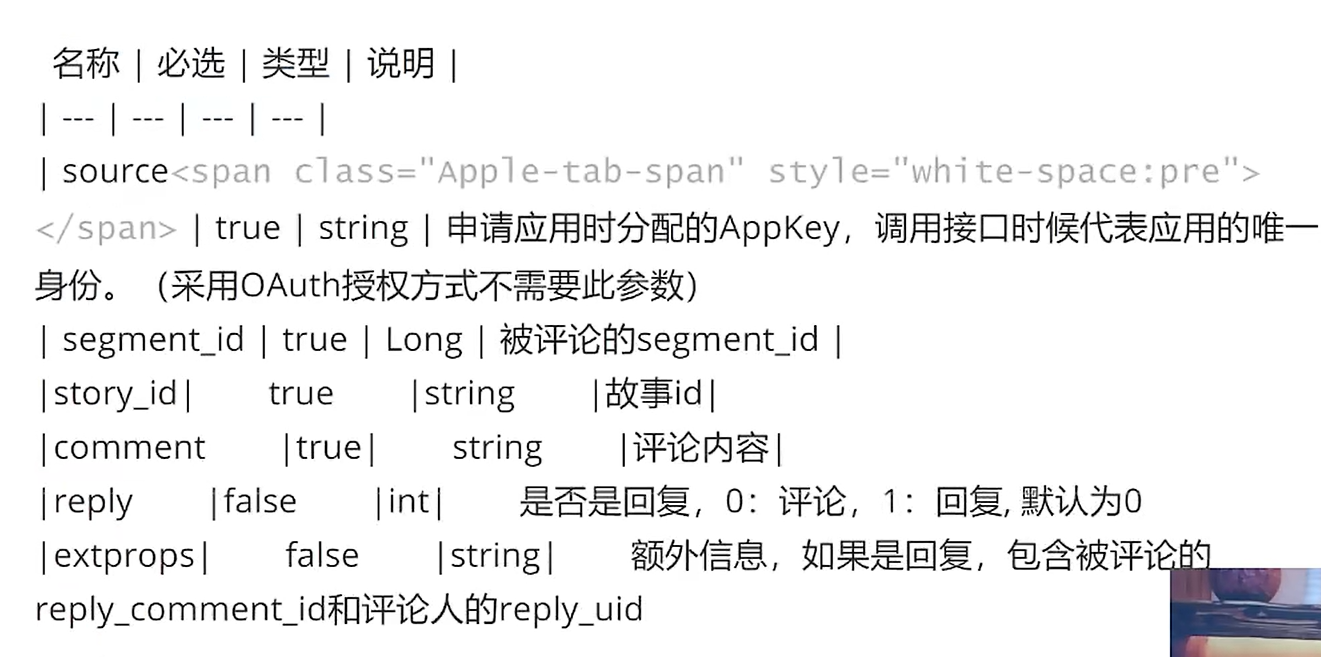 名称 | 必选 | 类型 | 说明 |
| --- | --- | --- | --- |
| source<span class="Apple-tab-span" style="white-space:pre">
</span> | true | string | 申请应用时分配的AppKey，调用接口时候代表应用的唯一
身份。（采用OAuth授权方式不需要此参数）
| segment_id | true | Long | 被评论的segment_id |
|story_id| true |string |故事id|
|comment |true| string |评论内容|
|reply |false |int| 是否是回复，0：评论，1：回复, 默认为0
|extprops| false |string| 额外信息，如果是回复，包含被评论的
reply_comment_id和评论人的reply_uid